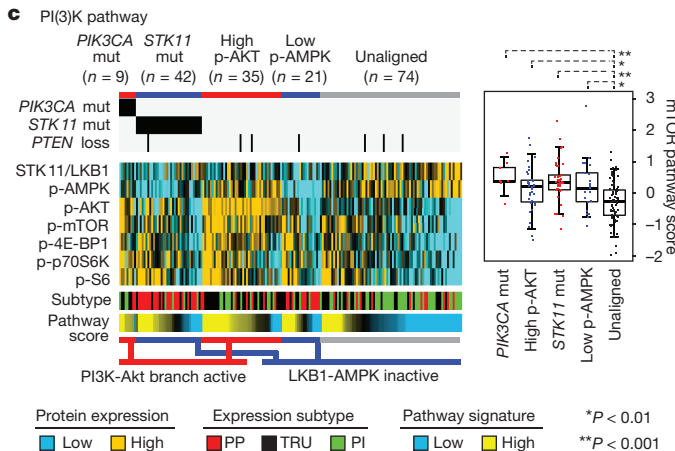 c PI(3)K pathway
PIK3CA mut (n = 9)
STK11 mut (n = 42)
High p-AKT (n = 35)
Low p-AMPK (n = 21)
Unaligned (n = 74)
PIK3CA mut
STK11 mut
PTEN loss
STK11/LKB1
p-AMPK
p-AKT
p-mTOR
p-4E-BP1
p-p70S6K
p-S6
Subtype
Pathway score
PI3K-Akt branch active
LKB1-AMPK inactive
**
*
**
*
3
2
1
0
−1
−2
mTOR pathway score
PIK3CA mut
High p-AKT
STK11 mut
Low p-AMPK
Unaligned
Protein expression
Low High
Expression subtype
PP TRU PI
Pathway signature
Low High
*P < 0.01
**P < 0.001